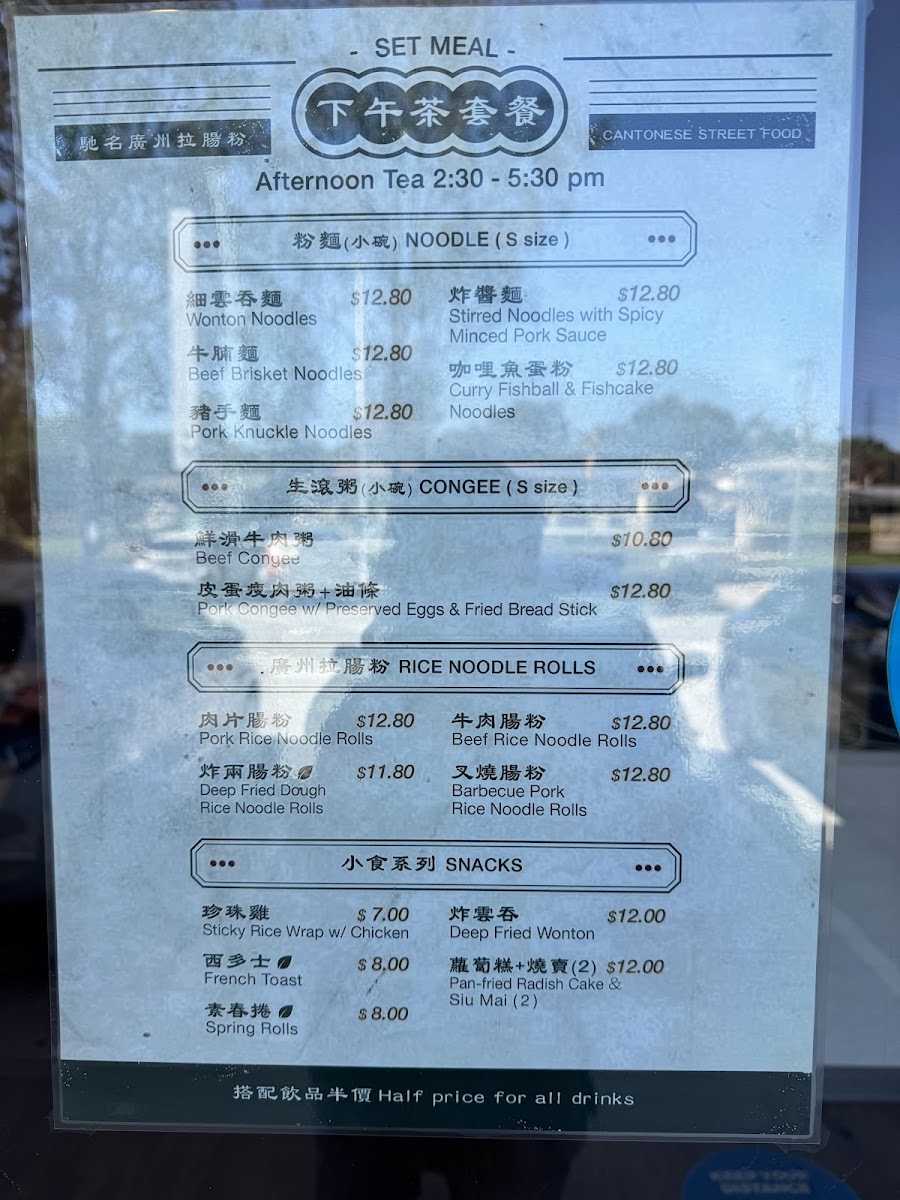 - SET MEAL -
下午茶套餐
馳名廣州拉腸粉
CANTONESE STREET FOOD
Afternoon Tea 2:30 - 5:30 pm
粉麵(小碗) NOODLE ( S size )
細雲吞麵 $12.80
Wonton Noodles
牛腩麵 $12.80
Beef Brisket Noodles
豬手麵 $12.80
Pork Knuckle Noodles
炸醬麵 $12.80
Stirred Noodles with Spicy
Minced Pork Sauce
咖哩魚蛋粉 $12.80
Curry Fishball & Fishcake
Noodles
生滾粥(小碗) CONGEE ( S size )
鮮滑牛肉粥 $10.80
Beef Congee
皮蛋瘦肉粥+油條 $12.80
Pork Congee w/ Preserved Eggs & Fried Bread Stick
廣州拉腸粉 RICE NOODLE ROLLS
肉片腸粉 $12.80
Pork Rice Noodle Rolls
炸兩腸粉 $11.80
Deep Fried Dough
Rice Noodle Rolls
牛肉腸粉 $12.80
Beef Rice Noodle Rolls
叉燒腸粉 $12.80
Barbecue Pork
Rice Noodle Rolls
小食系列 SNACKS
珍珠雞 $ 7.00
Sticky Rice Wrap w/ Chicken
西多士 $ 8.00
French Toast
素春捲 $ 8.00
Spring Rolls
炸雲吞 $12.00
Deep Fried Wonton
蘿蔔糕+燒賣(2) $12.00
Pan-fried Radish Cake &
Siu Mai (2)
搭配飲品半價 Half price for all drinks
KEEP YOUR
DISTANCE